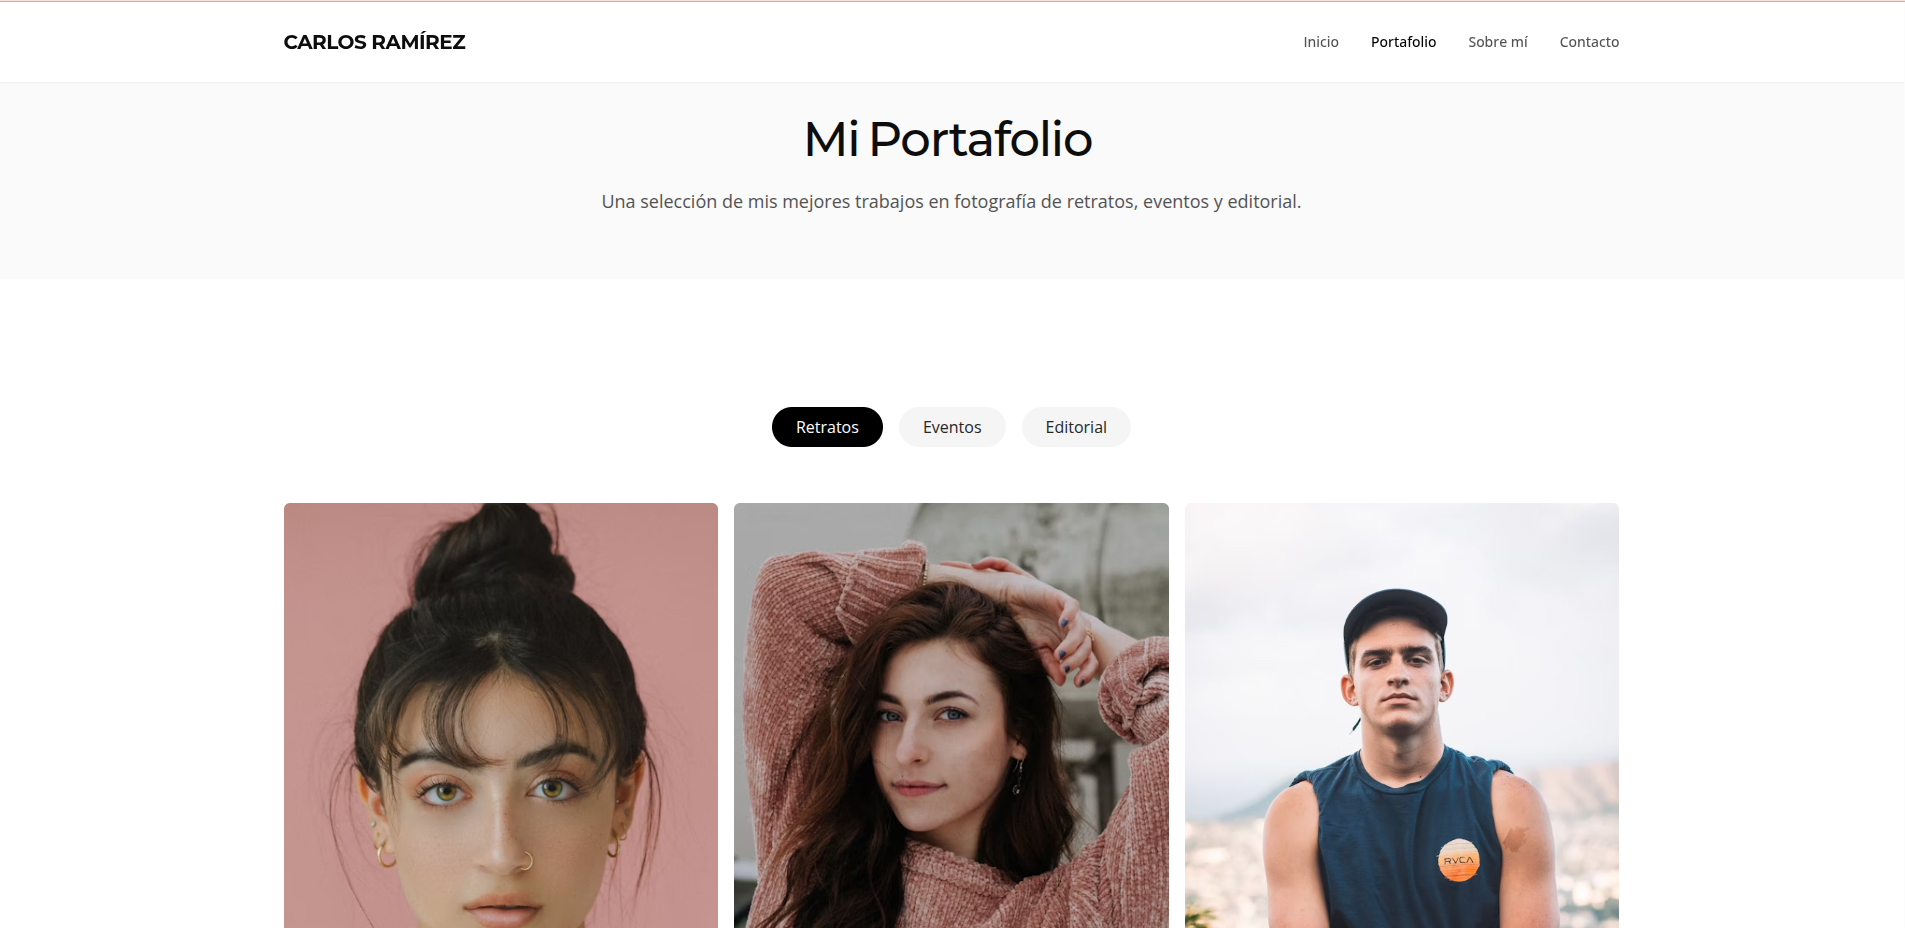 CARLOS RAMÍREZ
Inicio Portafolio Sobre mí Contacto
Mi Portafolio
Una selección de mis mejores trabajos en fotografía de retratos, eventos y editorial.
Retratos Eventos Editorial
RVCA